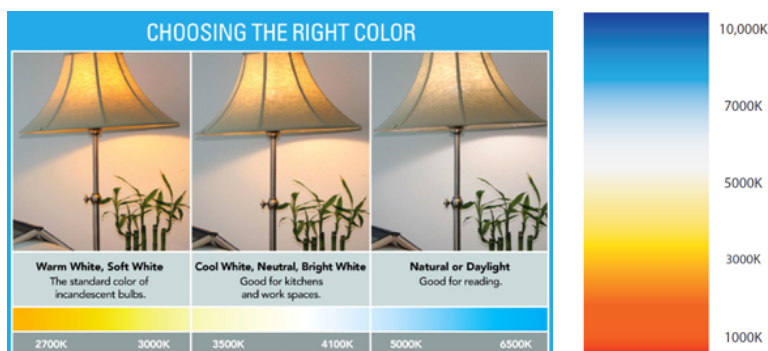 CHOOSING THE RIGHT COLOR
Warm White, Soft White
The standard color of
incandescent bulbs.
Cool White, Neutral, Bright White
Good for kitchens
and work spaces.
Natural or Daylight
Good for reading.
2700K 3000K 3500K 4100K 5000K 6500K
10,000K
7000K
5000K
3000K
1000K